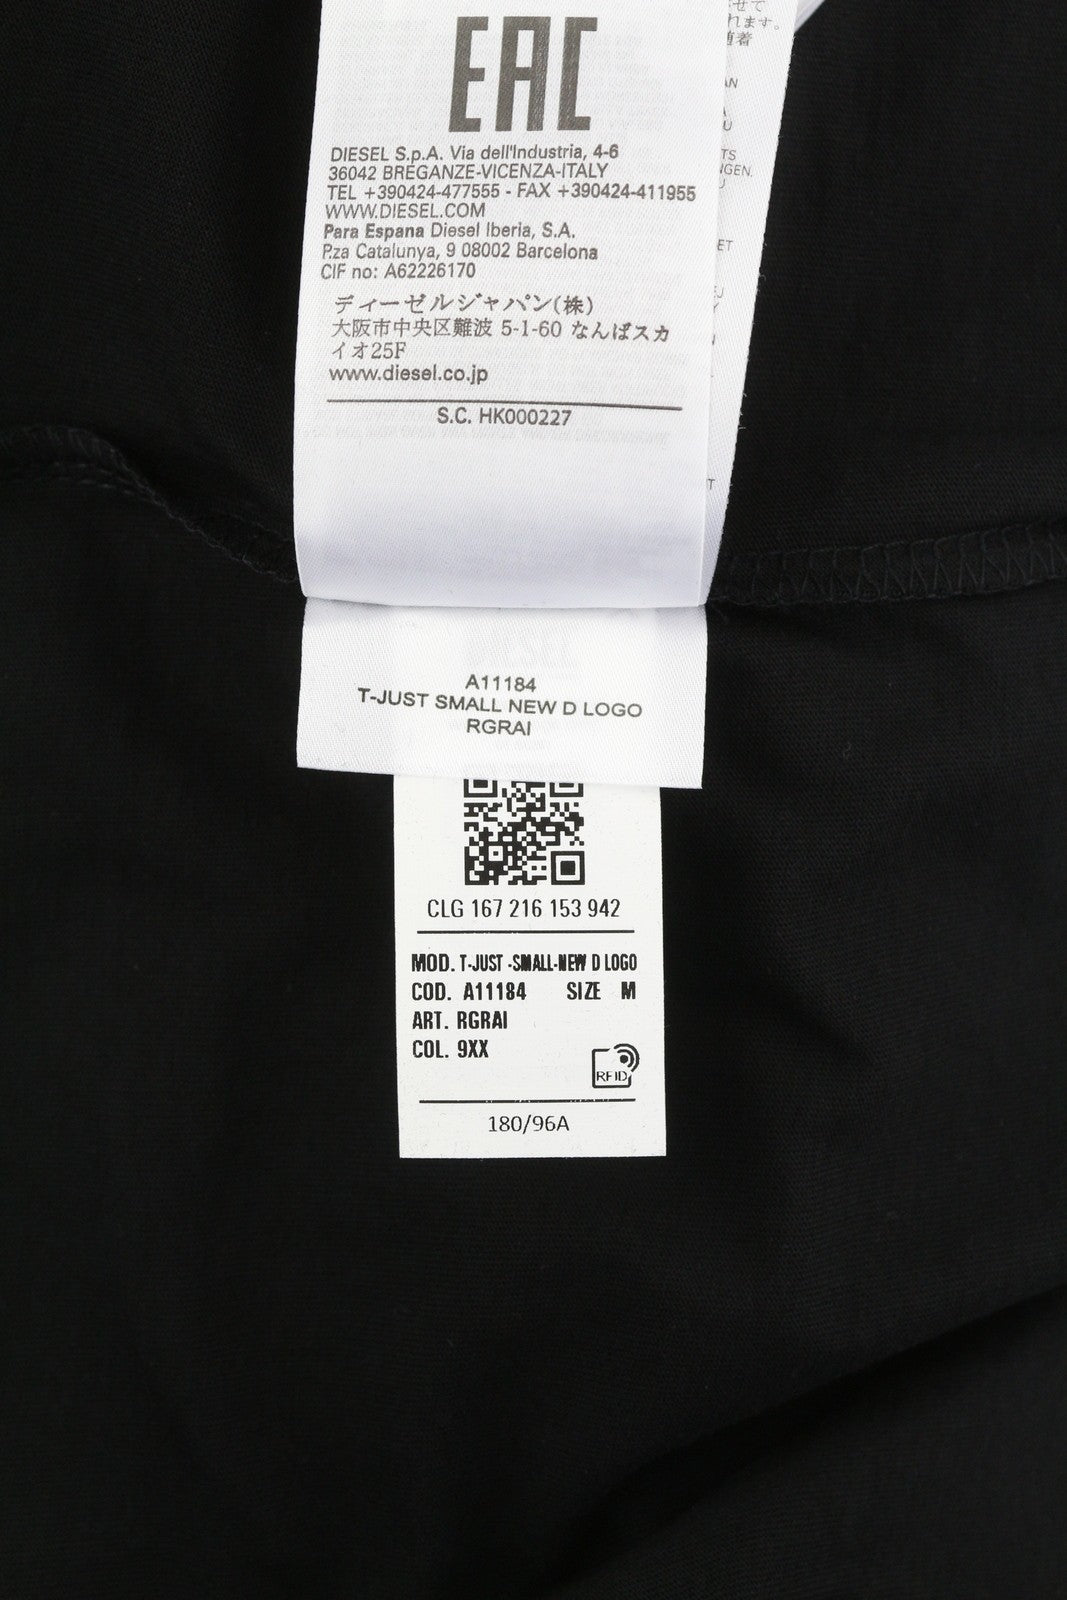 EAC
DIESEL S.p.A. Via dell'Industria, 4-6
36042 BREGANZE-VICENZA-ITALY
TEL +390424-477555 - FAX +390424-411955
WWW.DIESEL.COM
Para Espana Diesel Iberia, S.A.
P.za Catalunya, 9 08002 Barcelona
CIF no: A62226170
ディーゼルジャパン(株)
大阪市中央区難波 5-1-60 なんばスカ
イオ25F
www.diesel.co.jp
S.C. HK000227
A11184
T-JUST SMALL NEW D LOGO
RGRAI
CLG 167 216 153 942
MOD. T-JUST -SMALL-NEW D LOGO
COD. A11184 SIZE M
ART. RGRAI
COL. 9XX
RFID
180/96A